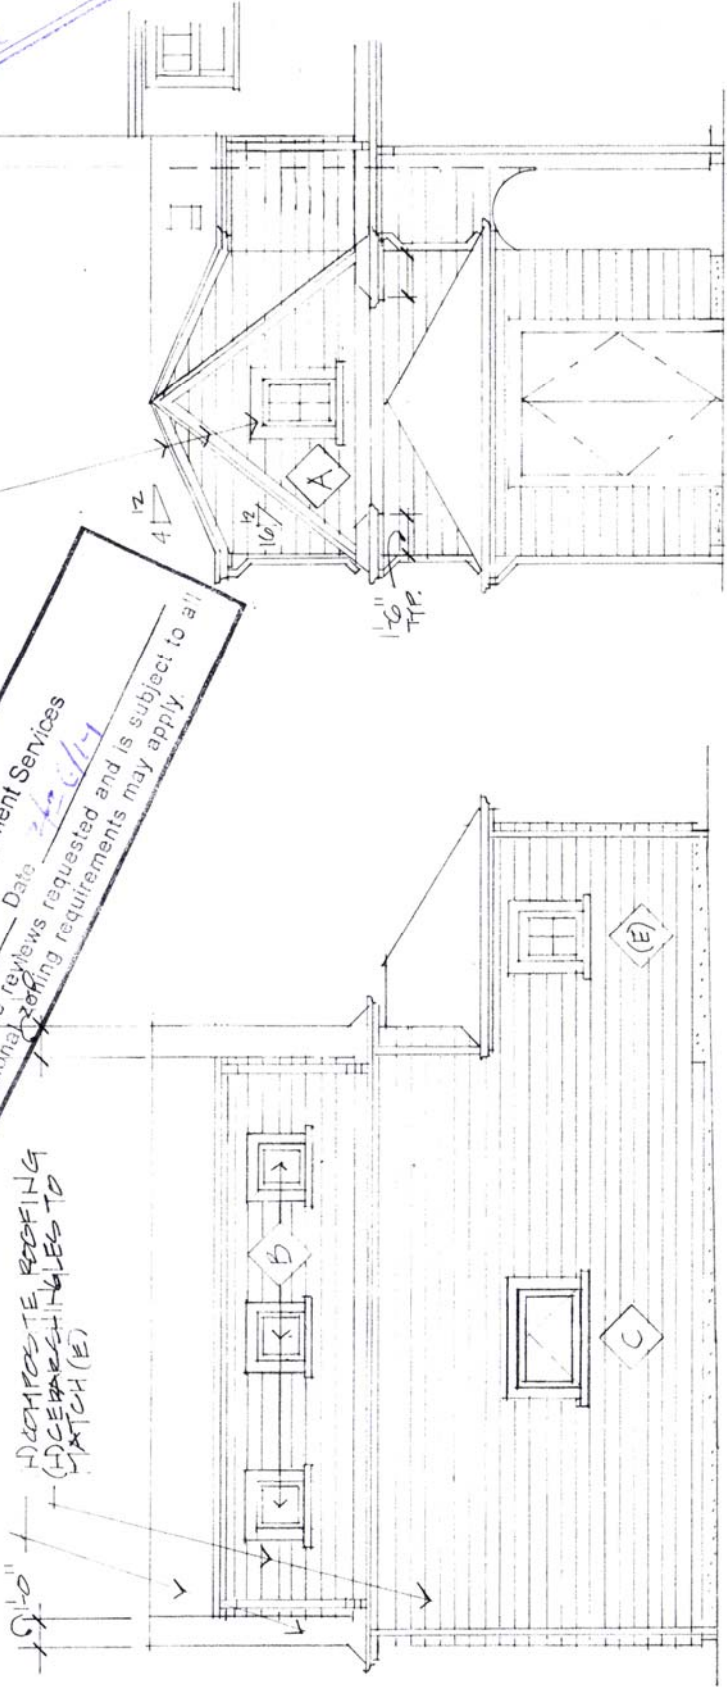 (H) COMPOSITE ROOFING
(H) CEDAR SHINGLES TO
MATCH (E)
1'-0"
B
C
(E)
ment Services
Date
reviews requested and is subject to all
zoning requirements may apply.
4
12
16
12
A
1'-6"
TYP.